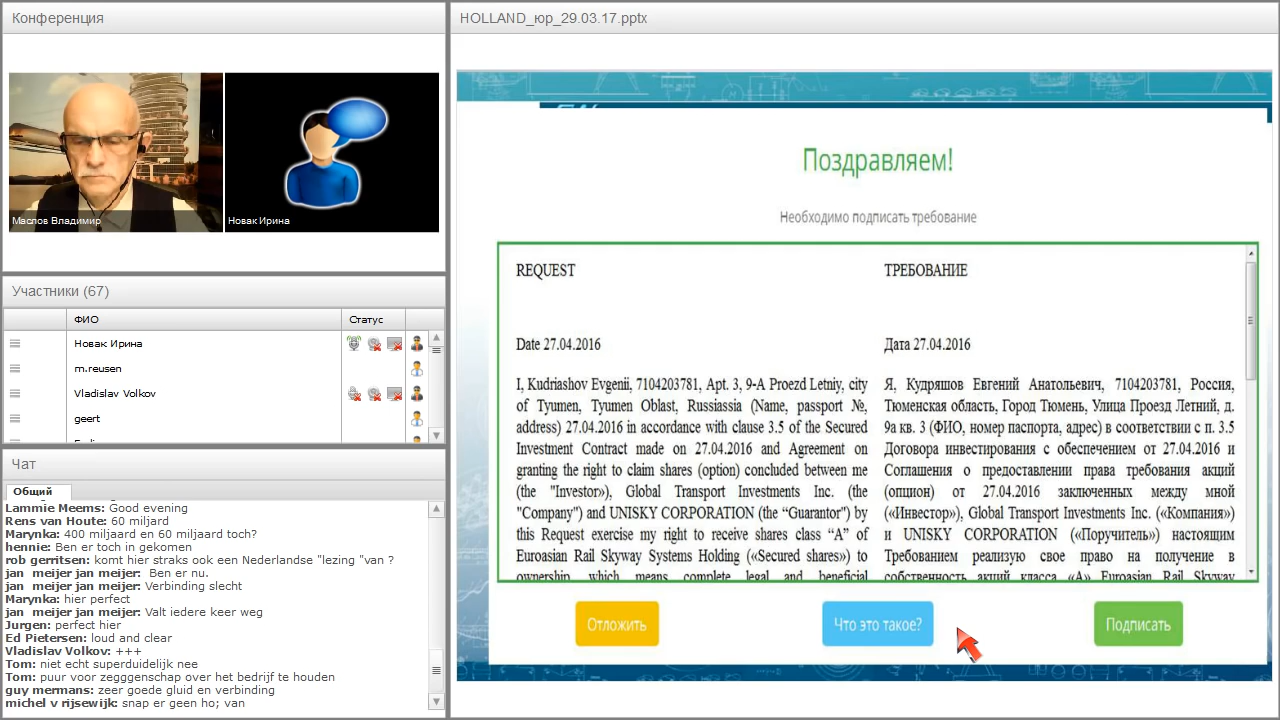 Конференция
Маслов Владимир
Новак Ирина
Участники (67)
ФИО
Статус
Новак Ирина
m.reusen
Vladislav Volkov
geert
Чат
Общий
Lammie Meems: Good evening
Rens van Houte: 60 miljard
Marynka: 400 miljaard en 60 miljaard toch?
hennie: Ben er toch in gekomen
rob gerritsen: komt hier straks ook een Nederlandse "lezing "van ?
jan meijer jan meijer: Ben er nu.
jan meijer jan meijer: Verbinding slecht
Marynka: hier perfect
jan meijer jan meijer: Valt iedere keer weg
Jurgen: perfect hier
Ed Pietersen: loud and clear
Vladislav Volkov: +++
Tom: niet echt superduidelijk nee
Tom: puur voor zegggenschap over het bedrijf te houden
guy mermans: zeer goede gluid en verbinding
michel v rijsewijk: snap er geen ho; van
HOLLAND_юр_29.03.17.pptx
Поздравляем!
Необходимо подписать требование
REQUEST
Date 27.04.2016
I, Kudriashov Evgenii, 7104203781, Apt. 3, 9-A Proezd Letniy, city
of Tyumen, Tyumen Oblast, Russiassia (Name, passport №,
address) 27.04.2016 in accordance with clause 3.5 of the Secured
Investment Contract made on 27.04.2016 and Agreement on
granting the right to claim shares (option) concluded between me
(the "Investor»), Global Transport Investments Inc. (the
"Company") and UNISKY CORPORATION (the “Guarantor") by
this Request exercise my right to receive shares class “A” of
Euroasian Rail Skyway Systems Holding («Secured shares») to
ownership, which means complete legal and beneficial
ТРЕБОВАНИЕ
Дата 27.04.2016
Я, Кудряшов Евгений Анатольевич, 7104203781, Россия,
Тюменская область, Город Тюмень, Улица Проезд Летний, д.
9а кв. 3 (ФИО, номер паспорта, адрес) в соответствии с п. 3.5
Договора инвестирования с обеспечением от 27.04.2016 и
Соглашения о предоставлении права требования акций
(опцион) от 27.04.2016 заключенных между мной
(«Инвестор»), Global Transport Investments Inc. («Компания»)
и UNISKY CORPORATION («Поручитель») настоящим
Требованием реализую свое право на получение в
собственность акций класса «А» Euroasian Rail Skyway
Отложить
Что это такое?
Подписать